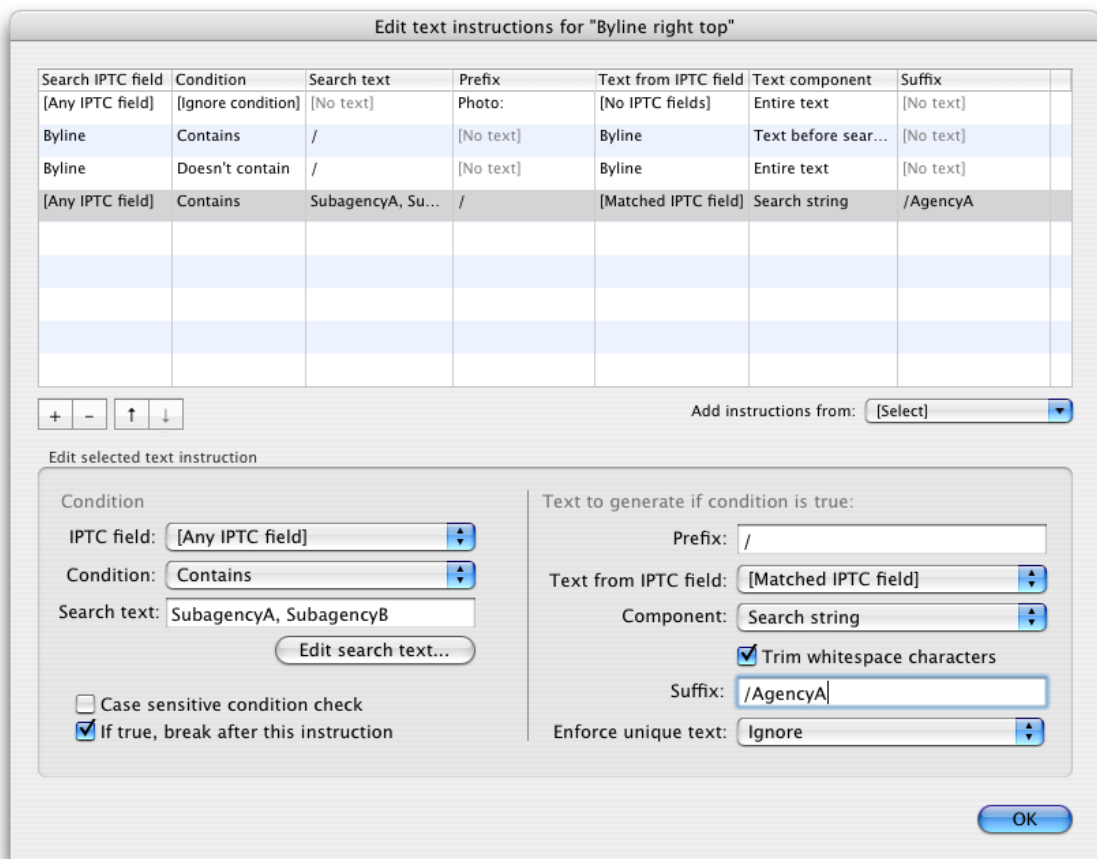 Edit text instructions for "Byline right top"
Search IPTC field Condition Search text Prefix Text from IPTC field Text component Suffix
[Any IPTC field] [Ignore condition] [No text] Photo: [No IPTC fields] Entire text [No text]
Byline Contains / [No text] Byline Text before sear... [No text]
Byline Doesn't contain / [No text] Byline Entire text [No text]
[Any IPTC field] Contains SubagencyA, Su... / [Matched IPTC field] Search string /AgencyA
+ - ↑ ↓ Add instructions from: [Select]
Edit selected text instruction
Condition
IPTC field: [Any IPTC field]
Condition: Contains
Search text: SubagencyA, SubagencyB
Edit search text...
Case sensitive condition check
If true, break after this instruction
Text to generate if condition is true:
Prefix: /
Text from IPTC field: [Matched IPTC field]
Component: Search string
Trim whitespace characters
Suffix: /AgencyA
Enforce unique text: Ignore
OK